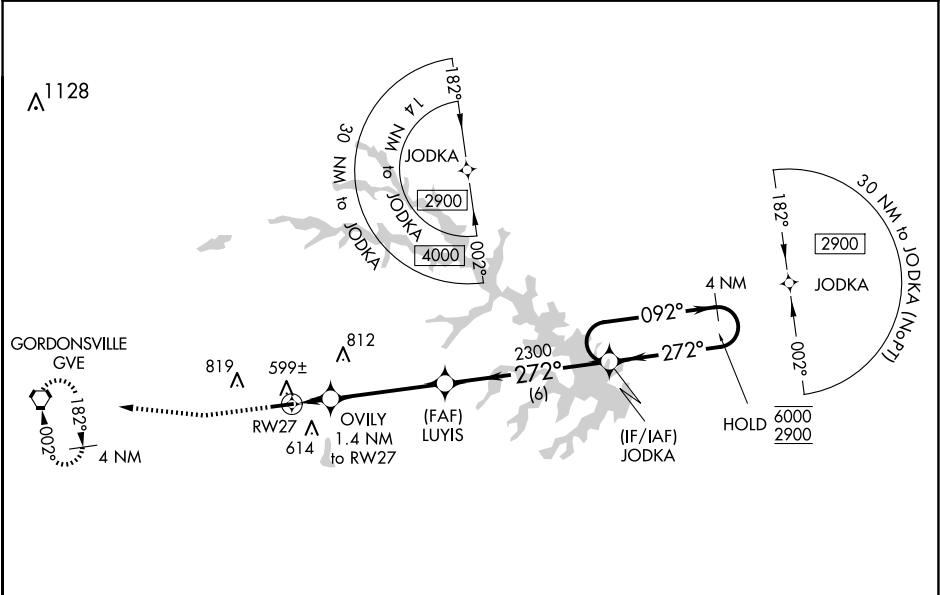 1128
182°
14 NM to JODKA
30 NM to JODKA
JODKA
2900
4000
002°
30 NM to JODKA (NoPT)
182°
2900
JODKA
002°
4 NM
092°
272°
HOLD
6000
2900
2300
272°
(6)
(IF/IAF)
JODKA
(FAF)
LUYIS
812
819
599±
OVILY
1.4 NM
to RW27
RW27
614
GORDONSVILLE
GVE
182°
002°
4 NM